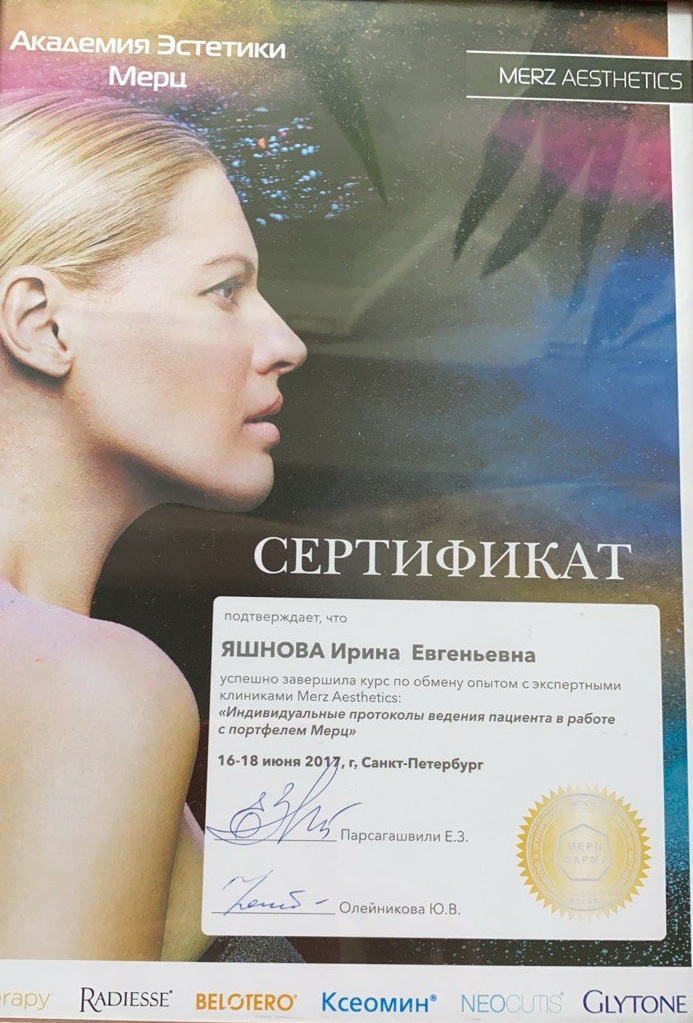 Академия Эстетики
Мерц
MERZ AESTHETICS
СЕРТИФИКАТ
подтверждает, что
ЯШНОВА Ирина Евгеньевна
успешно завершила курс по обмену опытом с экспертными
клиниками Merz Aesthetics:
«Индивидуальные протоколы ведения пациента в работе
с портфелем Мерц»
16-18 июня 2017, г. Санкт-Петербург
Парсагашвили Е.З.
Олейникова Ю.В.
МЕРЦ
ФАРМА
rapy RADIESSE® BELOTERO® Ксеомин® NEOCUTIS® GLYTONE